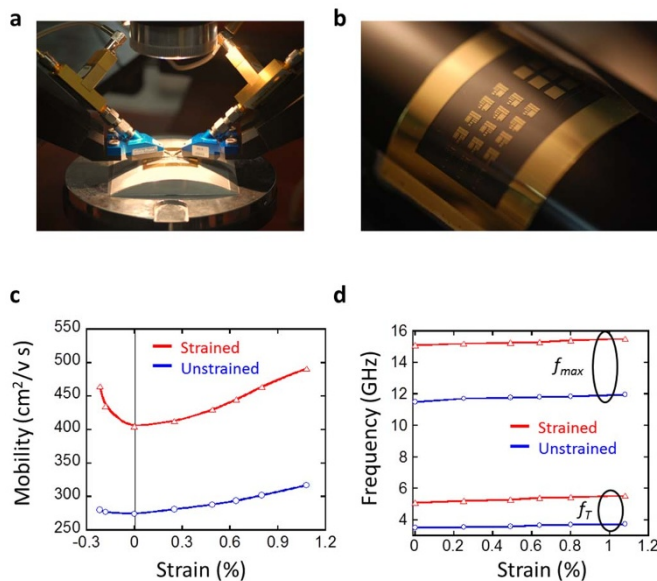 a
b
c
550
500
450
400
350
300
250
-0.3
0
0.3
0.6
0.9
1.2
Mobility (cm²/v s)
Strain (%)
Strained
Unstrained
d
16
14
12
10
8
6
4
0
0.2
0.4
0.6
0.8
1
1.2
Frequency (GHz)
Strain (%)
fmax
Strained
Unstrained
fT